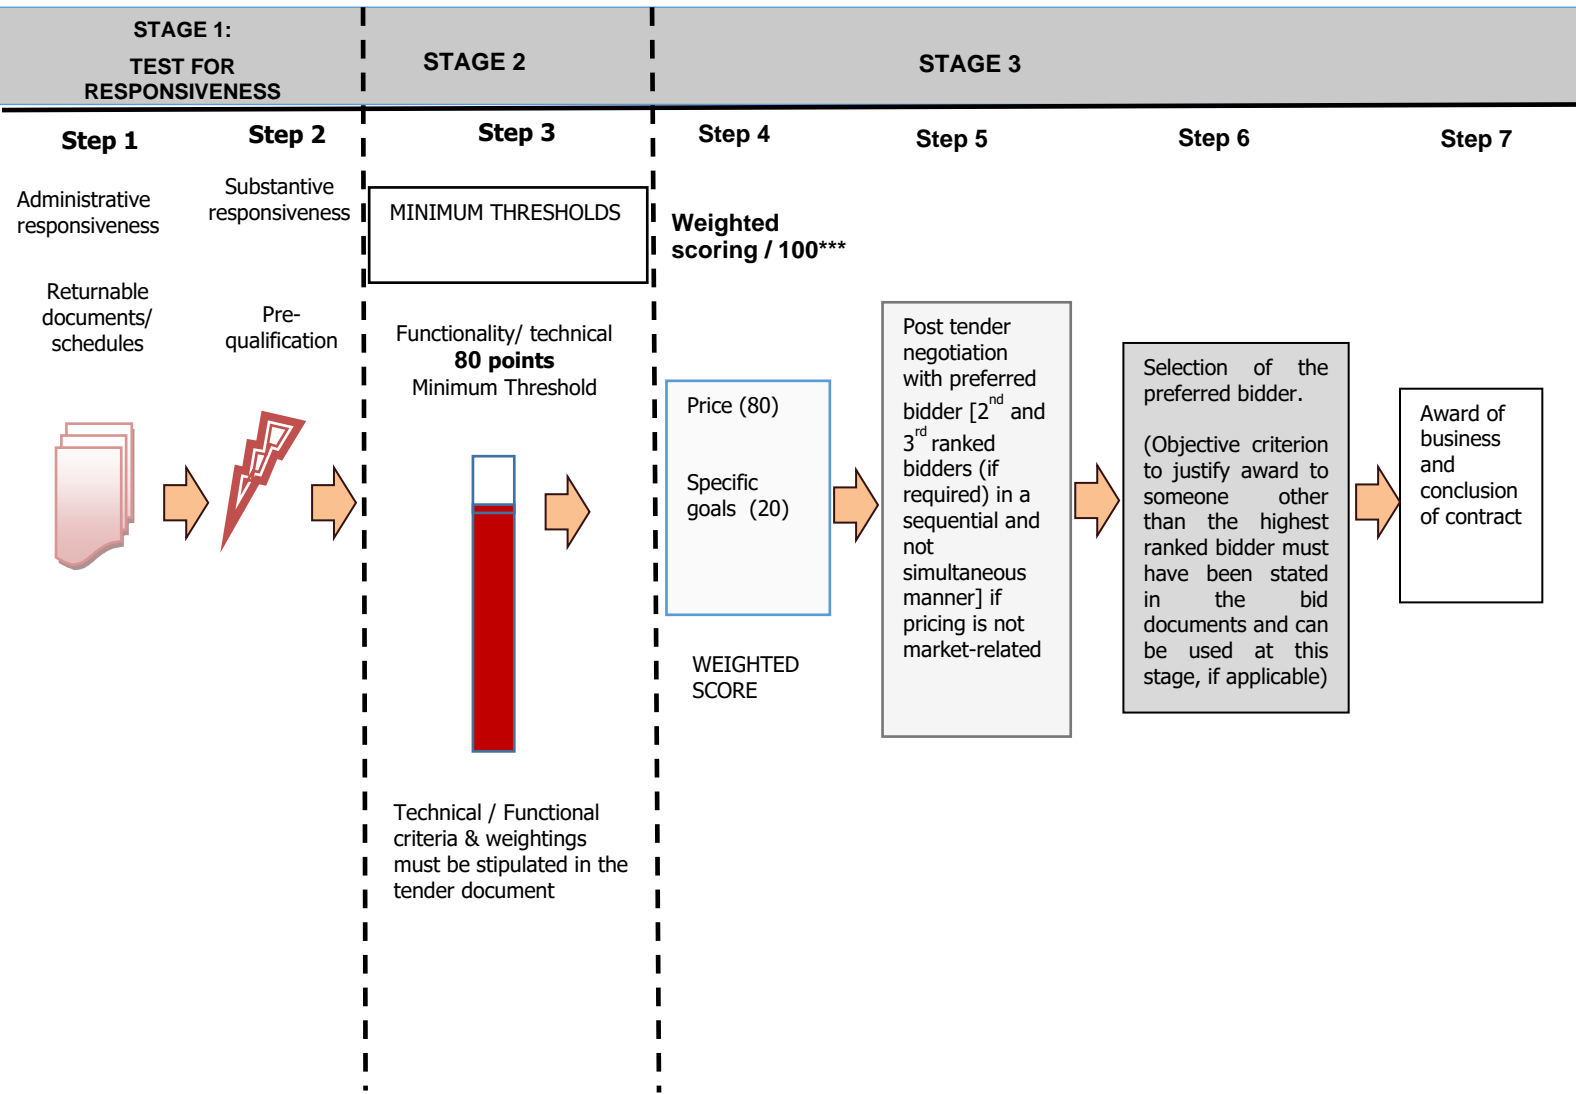 STAGE 1:
TEST FOR
RESPONSIVENESS
STAGE 2
STAGE 3
Step 1
Step 2
Step 3
Step 4
Step 5
Step 6
Step 7
Administrative
responsiveness
Returnable
documents/
schedules
Substantive
responsiveness
Pre-
qualification
MINIMUM THRESHOLDS
Functionality/ technical
80 points
Minimum Threshold
Technical / Functional
criteria & weightings
must be stipulated in the
tender document
Weighted
scoring / 100***
Price (80)
Specific
goals (20)
WEIGHTED
SCORE
Post tender
negotiation
with preferred
bidder [2nd and
3rd ranked
bidders (if
required) in a
sequential and
not
simultaneous
manner] if
pricing is not
market-related
Selection of the
preferred bidder.
(Objective criterion
to justify award to
someone other
than the highest
ranked bidder must
have been stated
in the bid
documents and can
be used at this
stage, if applicable)
Award of
business
and
conclusion
of contract